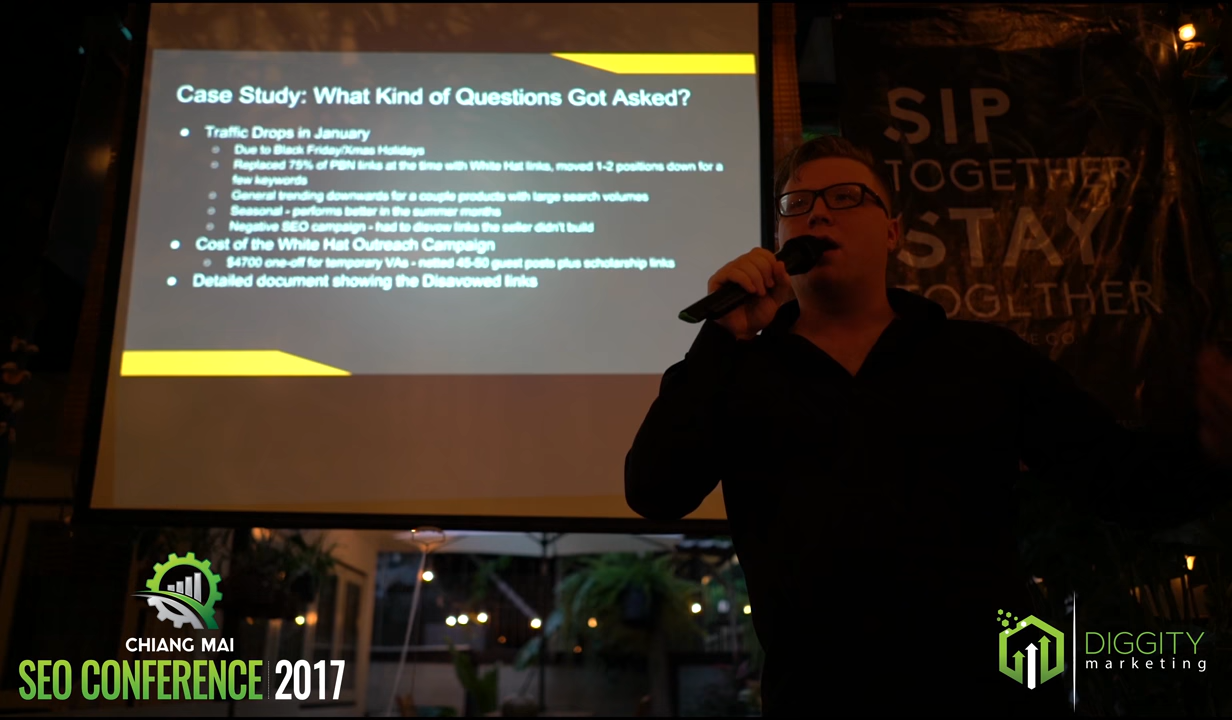 Case Study: What Kind of Questions Got Asked?
Traffic Drops in January
Due to Black Friday/Xmas Holidays
Replaced 75% of PBN links at the time with White Hat links, moved 1-2 positions down for a
few keywords
General trending downwards for a couple products with large search volumes
Seasonal - performs better in the summer months
Negative SEO campaign - had to disavow links the seller didn't build
Cost of the White Hat Outreach Campaign
$4700 one-off for temporary VAs - netted 45-50 guest posts plus scholarship links
Detailed document showing the Disavowed links
SIP
TOGETHER
STAY
TOGETHER
CHIANG MAI
SEO CONFERENCE 2017
DIGGITY
marketing